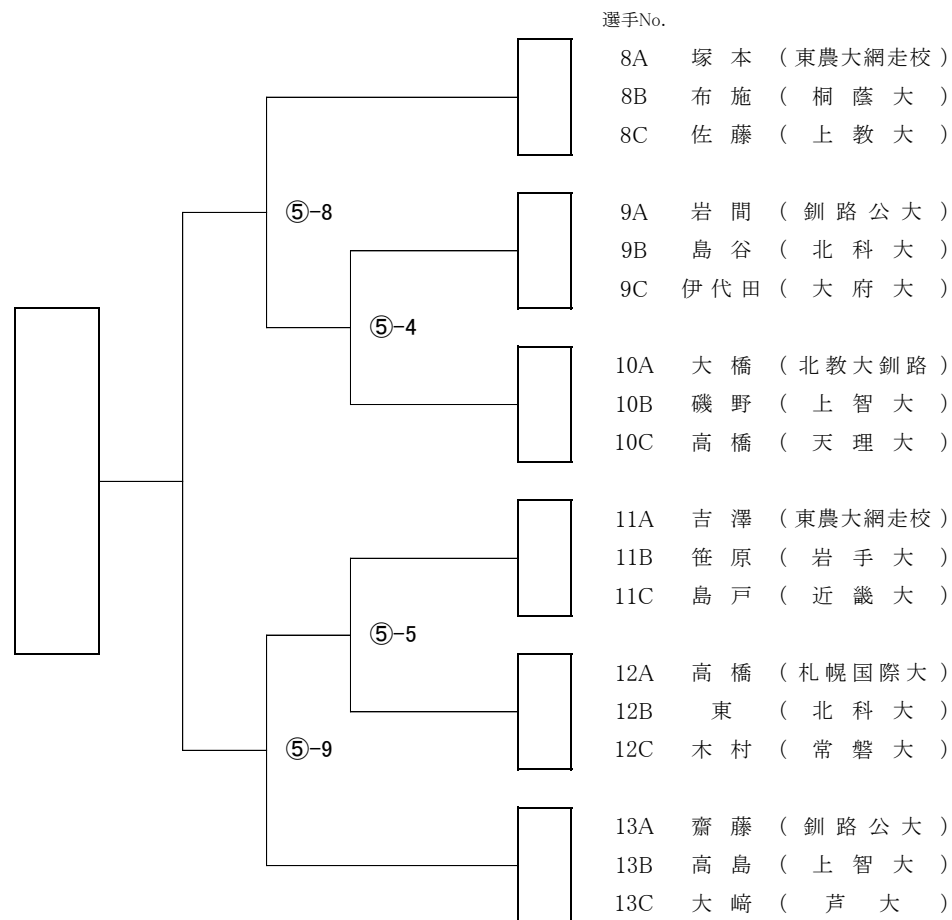 選手No.
8A 塚本 (東農大網走校)
8B 布施 (桐蔭大)
8C 佐藤 (上教大)
⑤-8
9A 岩間 (釧路公大)
9B 島谷 (北科大)
9C 伊代田 (大府大)
⑤-4
10A 大橋 (北教大釧路)
10B 磯野 (上智大)
10C 高橋 (天理大)
11A 吉澤 (東農大網走校)
11B 笹原 (岩手大)
11C 島戸 (近畿大)
⑤-5
12A 高橋 (札幌国際大)
12B 東 (北科大)
12C 木村 (常磐大)
⑤-9
13A 齋藤 (釧路公大)
13B 高島 (上智大)
13C 大﨑 (芦大)